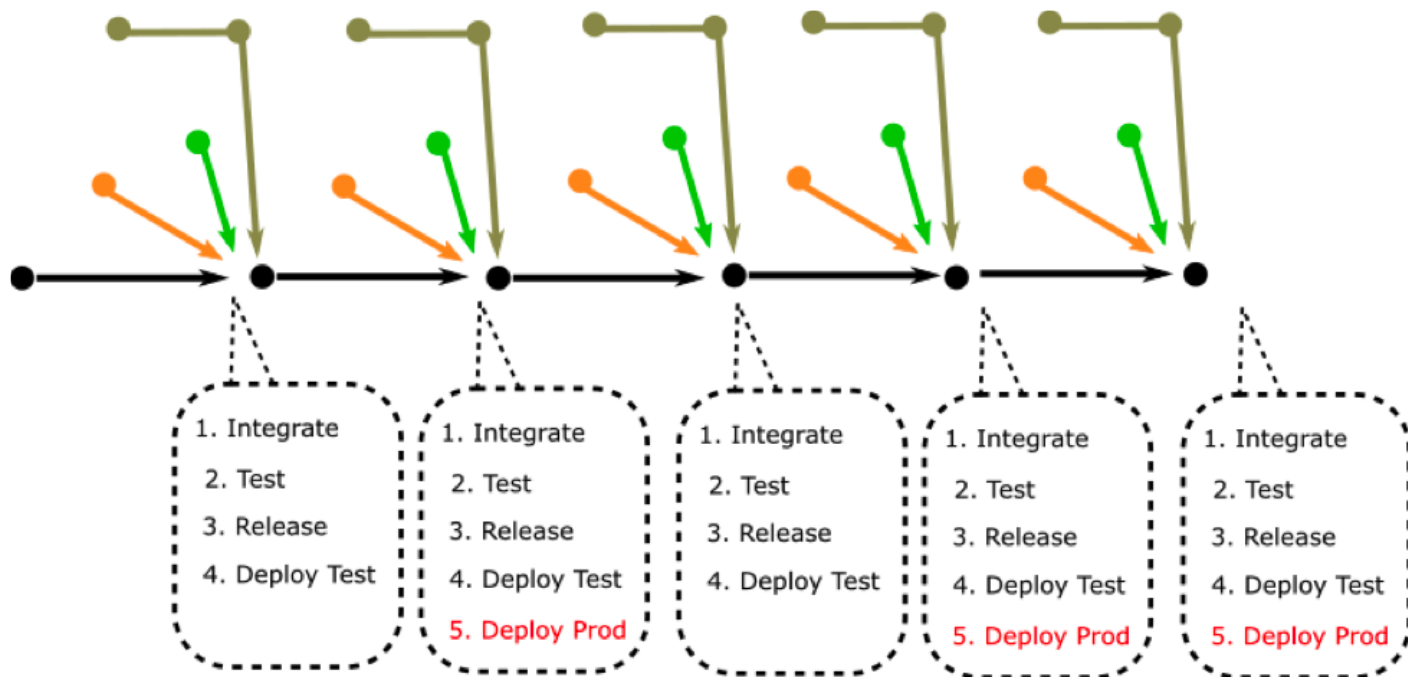 1. Integrate
2. Test
3. Release
4. Deploy Test
1. Integrate
2. Test
3. Release
4. Deploy Test
5. Deploy Prod
1. Integrate
2. Test
3. Release
4. Deploy Test
1. Integrate
2. Test
3. Release
4. Deploy Test
5. Deploy Prod
1. Integrate
2. Test
3. Release
4. Deploy Test
5. Deploy Prod